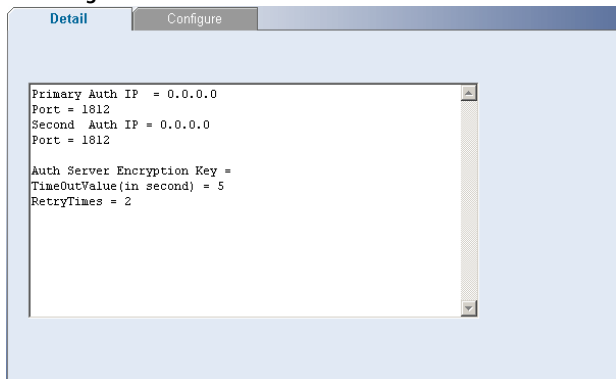 Detail
Configure
Primary Auth IP  = 0.0.0.0
Port = 1812
Second  Auth IP = 0.0.0.0
Port = 1812
Auth Server Encryption Key =
TimeOutValue(in second) = 5
RetryTimes = 2